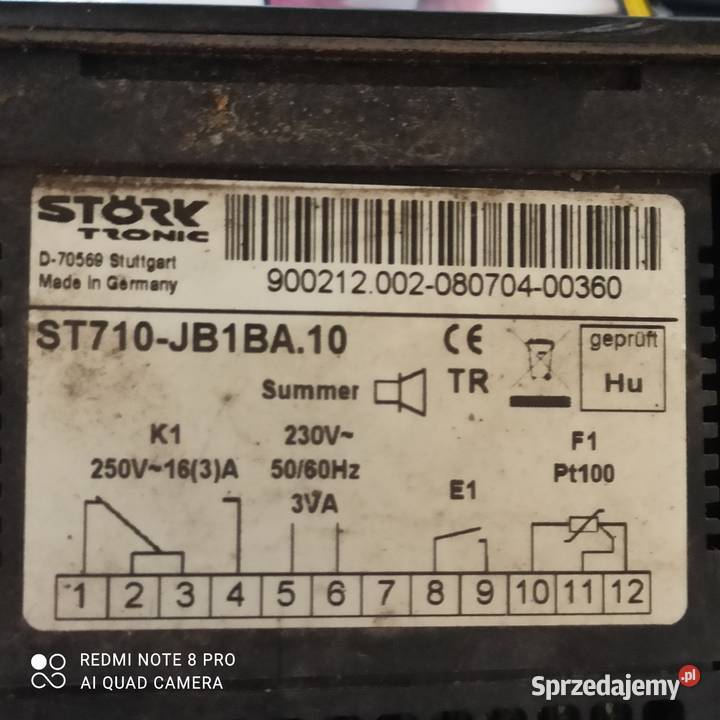 STÖRK
TRONIC
D-70569 Stuttgart
Made in Germany
900212.002-080704-00360
ST710-JB1BA.10
CE
TR
geprüft
Hu
Summer
K1
250V~16(3)A
230V~
50/60Hz
3VA
E1
F1
Pt100
1 2 3 4 5 6 7 8 9 10 11 12
REDMI NOTE 8 PRO
AI QUAD CAMERA
Sprzedajemy.pl